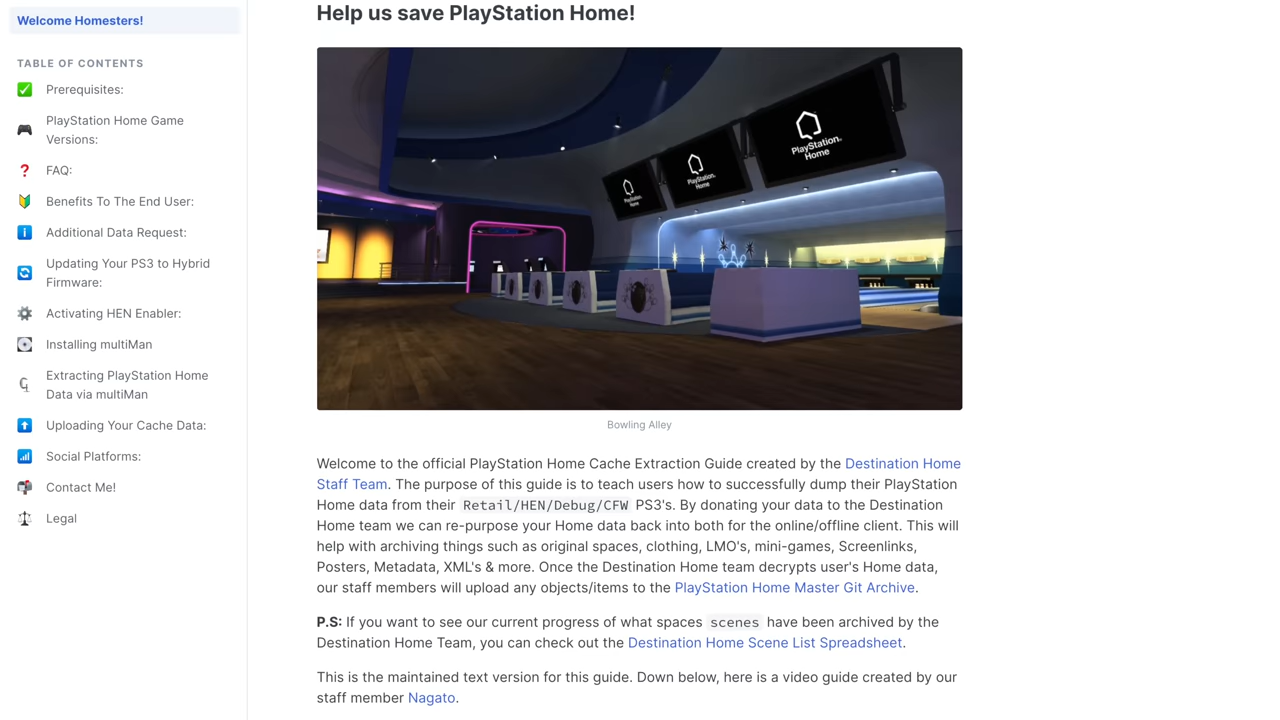 Welcome Homesters!
TABLE OF CONTENTS
Prerequisites:
PlayStation Home Game
Versions:
FAQ:
Benefits To The End User:
Additional Data Request:
Updating Your PS3 to Hybrid
Firmware:
Activating HEN Enabler:
Installing multiMan
Extracting PlayStation Home
Data via multiMan
Uploading Your Cache Data:
Social Platforms:
Contact Me!
Legal
Help us save PlayStation Home!
PlayStation
Home
PlayStation
Home
PlayStation
Home
Bowling Alley
Welcome to the official PlayStation Home Cache Extraction Guide created by the Destination Home
Staff Team. The purpose of this guide is to teach users how to successfully dump their PlayStation
Home data from their Retail/HEN/Debug/CFW PS3's. By donating your data to the Destination
Home team we can re-purpose your Home data back into both for the online/offline client. This will
help with archiving things such as original spaces, clothing, LMO's, mini-games, Screenlinks,
Posters, Metadata, XML's & more. Once the Destination Home team decrypts user's Home data,
our staff members will upload any objects/items to the PlayStation Home Master Git Archive.
P.S: If you want to see our current progress of what spaces scenes have been archived by the
Destination Home Team, you can check out the Destination Home Scene List Spreadsheet.
This is the maintained text version for this guide. Down below, here is a video guide created by our
staff member Nagato.